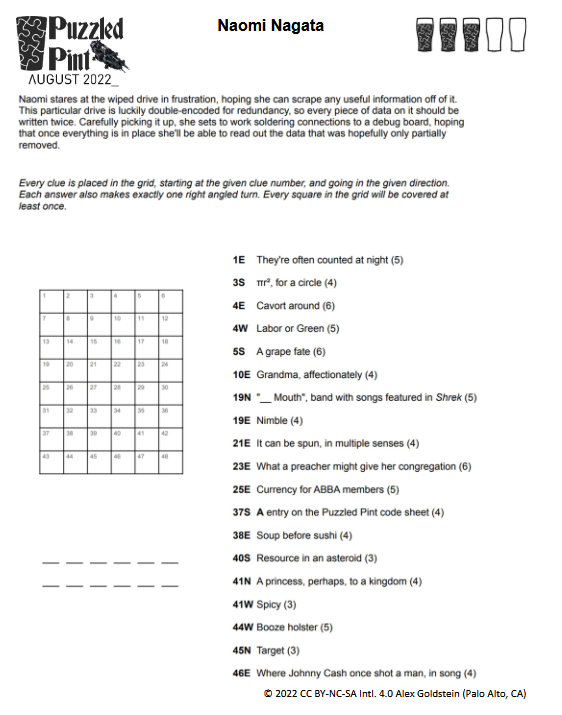 Puzzled
Pint
AUGUST 2022_
Naomi Nagata
Naomi stares at the wiped drive in frustration, hoping she can scrape any useful information off of it.
This particular drive is luckily double-encoded for redundancy, so every piece of data on it should be
written twice. Carefully picking it up, she sets to work soldering connections to a debug board, hoping
that once everything is in place she'll be able to read out the data that was hopefully only partially
removed.
Every clue is placed in the grid, starting at the given clue number, and going in the given direction.
Each answer also makes exactly one right angled turn. Every square in the grid will be covered at
least once.
1 2 3 4 5 6
7 8 9 10 11 12
13 14 15 16 17 18
19 20 21 22 23 24
25 26 27 28 29 30
31 32 33 34 35 36
37 38 39 40 41 42
43 44 45 46 47 48
1E They're often counted at night (5)
3S πr², for a circle (4)
4E Cavort around (6)
4W Labor or Green (5)
5S A grape fate (6)
10E Grandma, affectionately (4)
19N "__ Mouth", band with songs featured in Shrek (5)
19E Nimble (4)
21E It can be spun, in multiple senses (4)
23E What a preacher might give her congregation (6)
25E Currency for ABBA members (5)
37S A entry on the Puzzled Pint code sheet (4)
38E Soup before sushi (4)
40S Resource in an asteroid (3)
41N A princess, perhaps, to a kingdom (4)
41W Spicy (3)
44W Booze holster (5)
45N Target (3)
46E Where Johnny Cash once shot a man, in song (4)
© 2022 CC BY-NC-SA Intl. 4.0 Alex Goldstein (Palo Alto, CA)